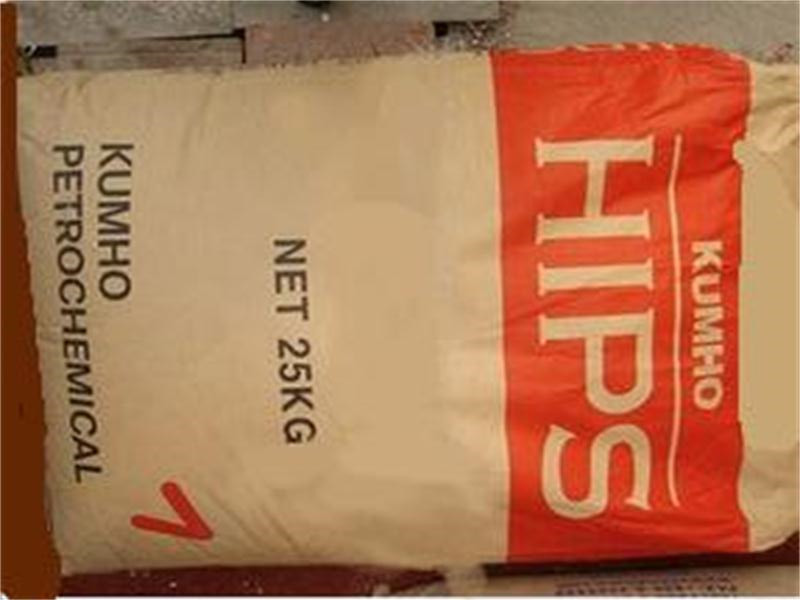 KUMHO
HIPS
NET 25KG
KUMHO
PETROCHEMICAL